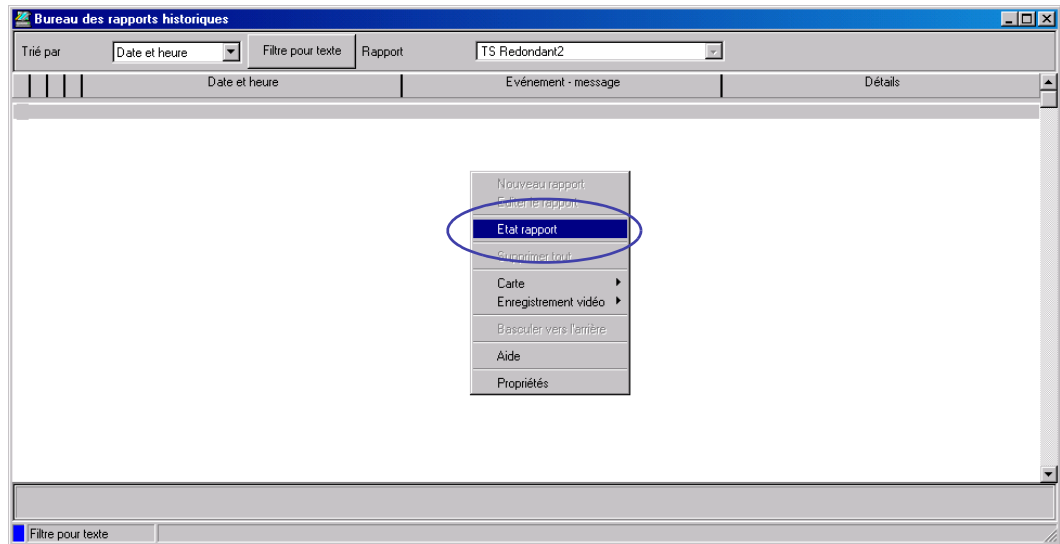 Bureau des rapports historiques
Trié par
Date et heure
Filtre pour texte
Rapport
TS Redondant2
Date et heure
Evénement - message
Détails
Nouveau rapport
Editer le rapport
Etat rapport
Supprimer tout
Carte
Enregistrement vidéo
Basculer vers l'arrière
Aide
Propriétés
Filtre pour texte